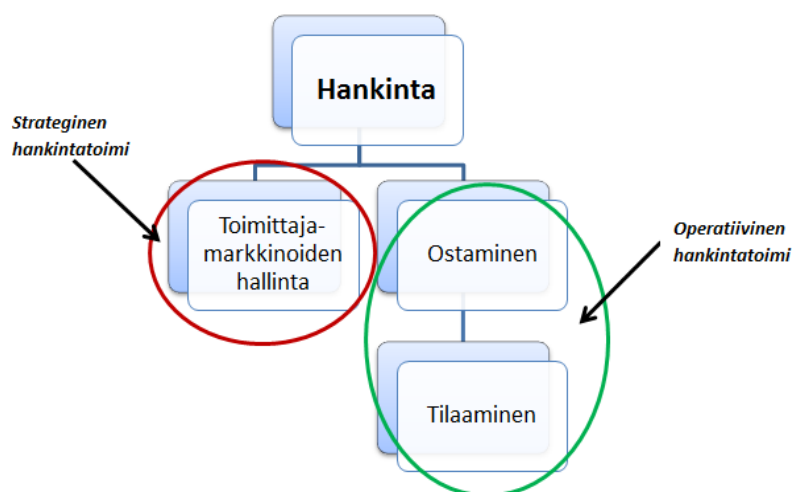 Hankinta
Strateginen
hankintatoimi
Toimittaja-
markkinoiden
hallinta
Ostaminen
Operatiivinen
hankintatoimi
Tilaaminen